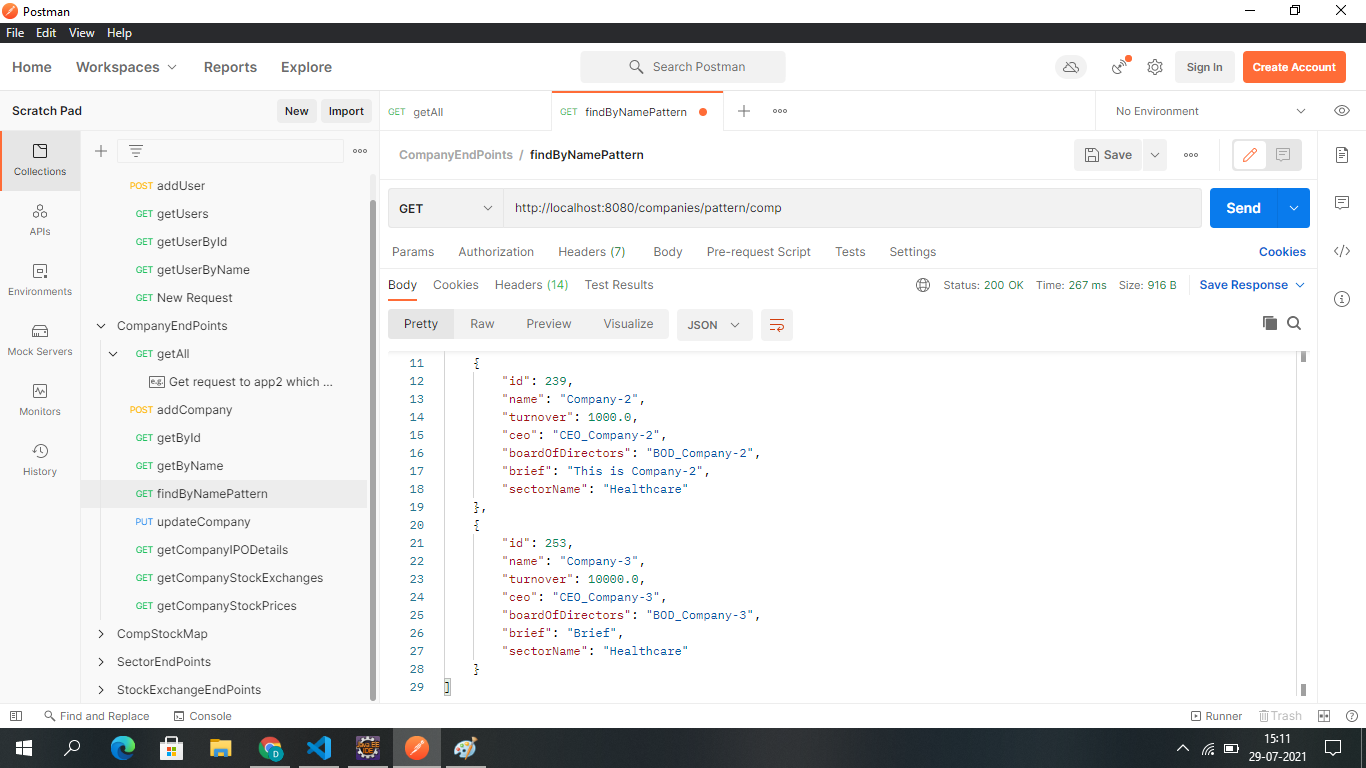 Postman
File Edit View Help
Home Workspaces Reports Explore Search Postman Sign In Create Account
Scratch Pad New Import
GET getAll GET findByNamePattern No Environment
Collections
APIs
Environments
Mock Servers
Monitors
History
POST addUser
GET getUsers
GET getUserById
GET getUserByName
GET New Request
CompanyEndPoints
GET getAll
e.g. Get request to app2 which ...
POST addCompany
GET getById
GET getByName
GET findByNamePattern
PUT updateCompany
GET getCompanyIPODetails
GET getCompanyStockExchanges
GET getCompanyStockPrices
CompStockMap
SectorEndPoints
StockExchangeEndPoints
CompanyEndPoints / findByNamePattern Save
GET http://localhost:8080/companies/pattern/comp Send
Params Authorization Headers (7) Body Pre-request Script Tests Settings Cookies
Body Cookies Headers (14) Test Results Status: 200 OK Time: 267 ms Size: 916 B Save Response
Pretty Raw Preview Visualize JSON
11 {
12 "id": 239,
13 "name": "Company-2",
14 "turnover": 1000.0,
15 "ceo": "CEO_Company-2",
16 "boardOfDirectors": "BOD_Company-2",
17 "brief": "This is Company-2",
18 "sectorName": "Healthcare"
19 },
20 {
21 "id": 253,
22 "name": "Company-3",
23 "turnover": 10000.0,
24 "ceo": "CEO_Company-3",
25 "boardOfDirectors": "BOD_Company-3",
26 "brief": "Brief",
27 "sectorName": "Healthcare"
28 }
29 ]
Find and Replace Console Runner Trash
15:11
29-07-2021